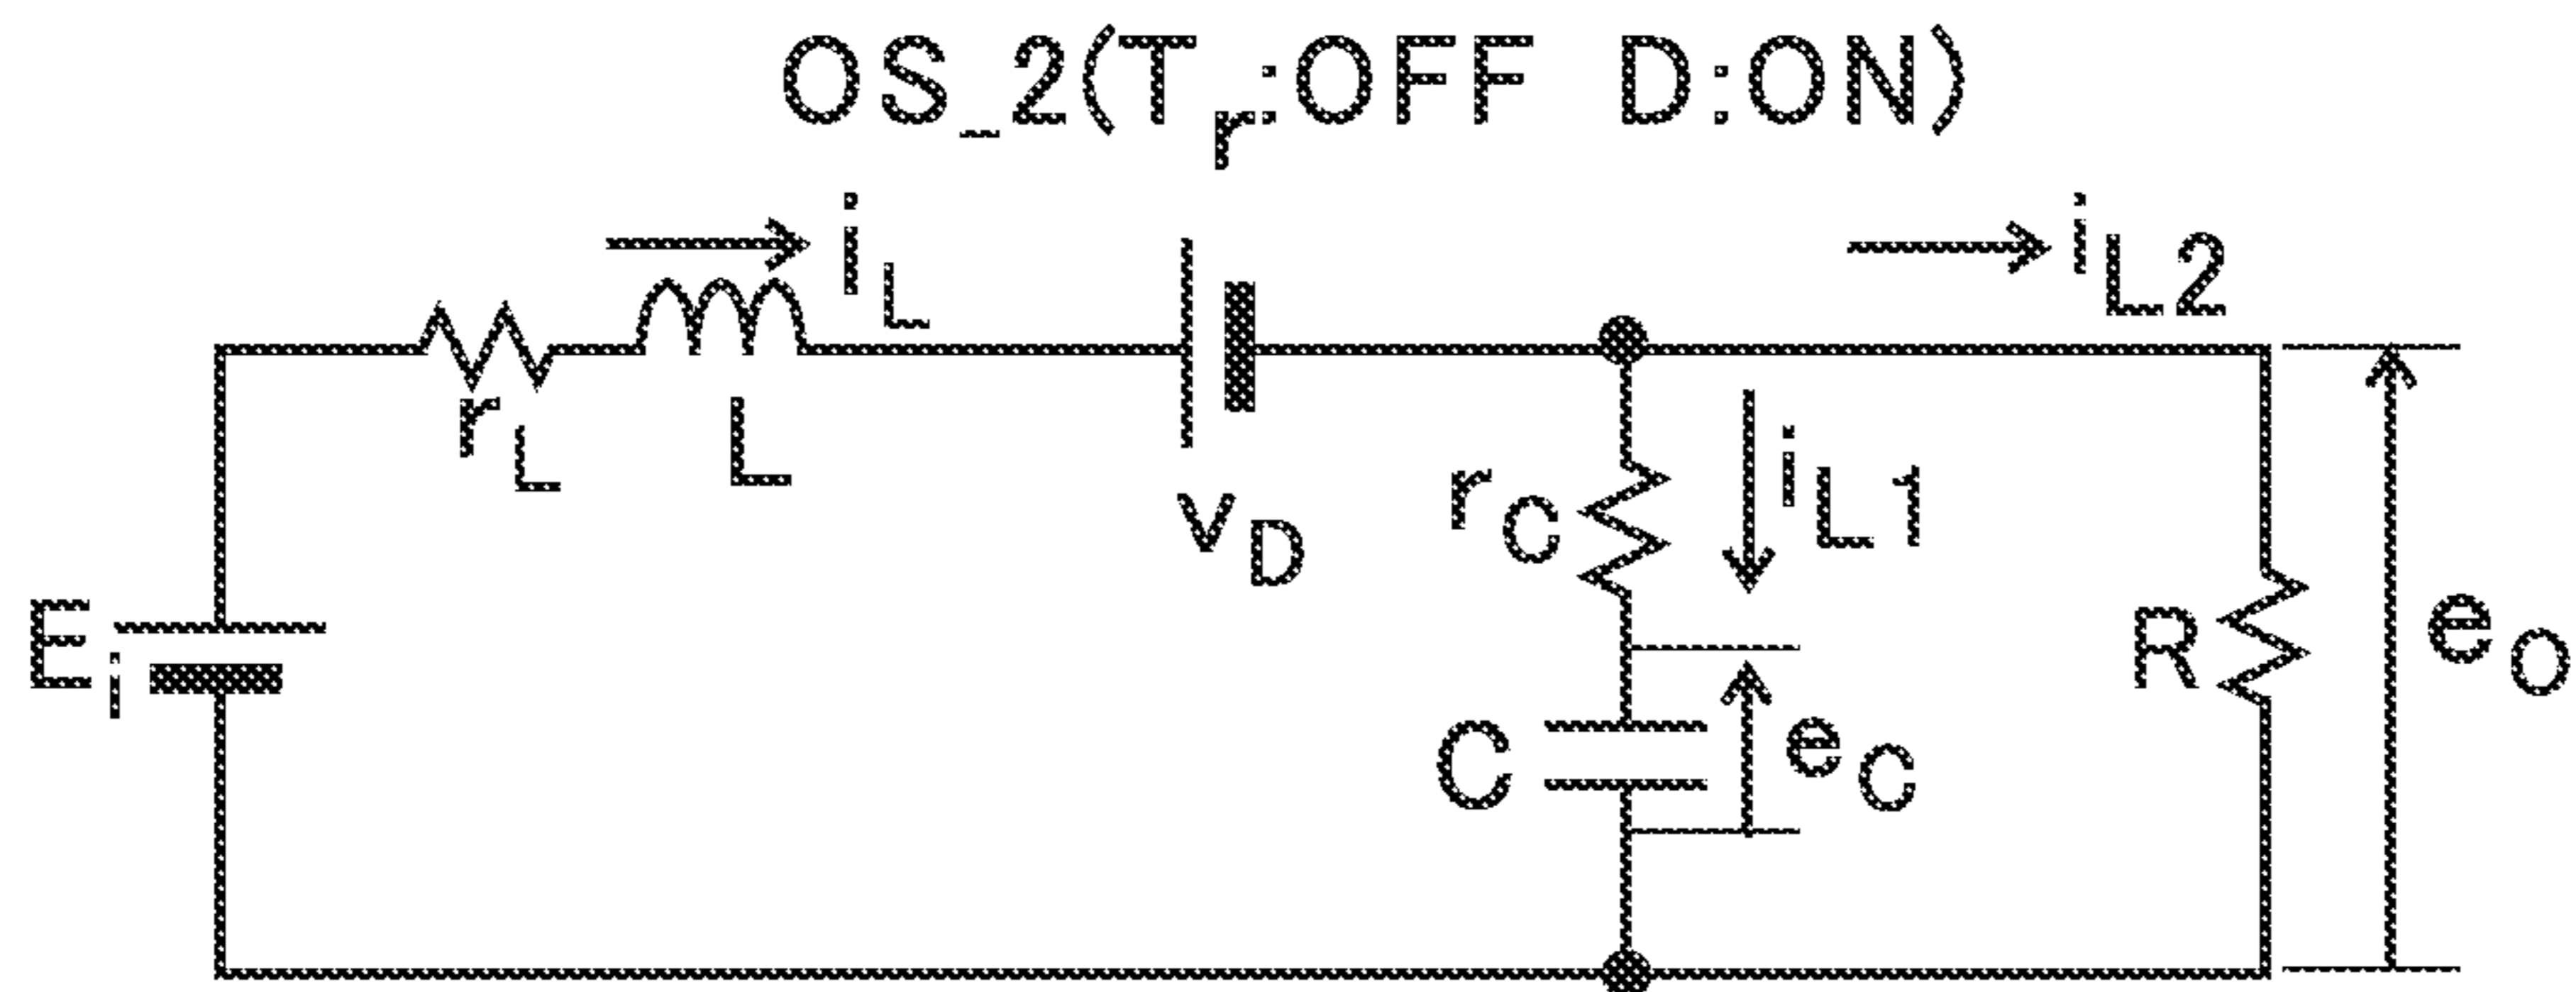 OS_2(Tr:OFF D:ON)
iL
iL2
rL
L
vD
rC
iL1
Ei
C
eC
R
eO